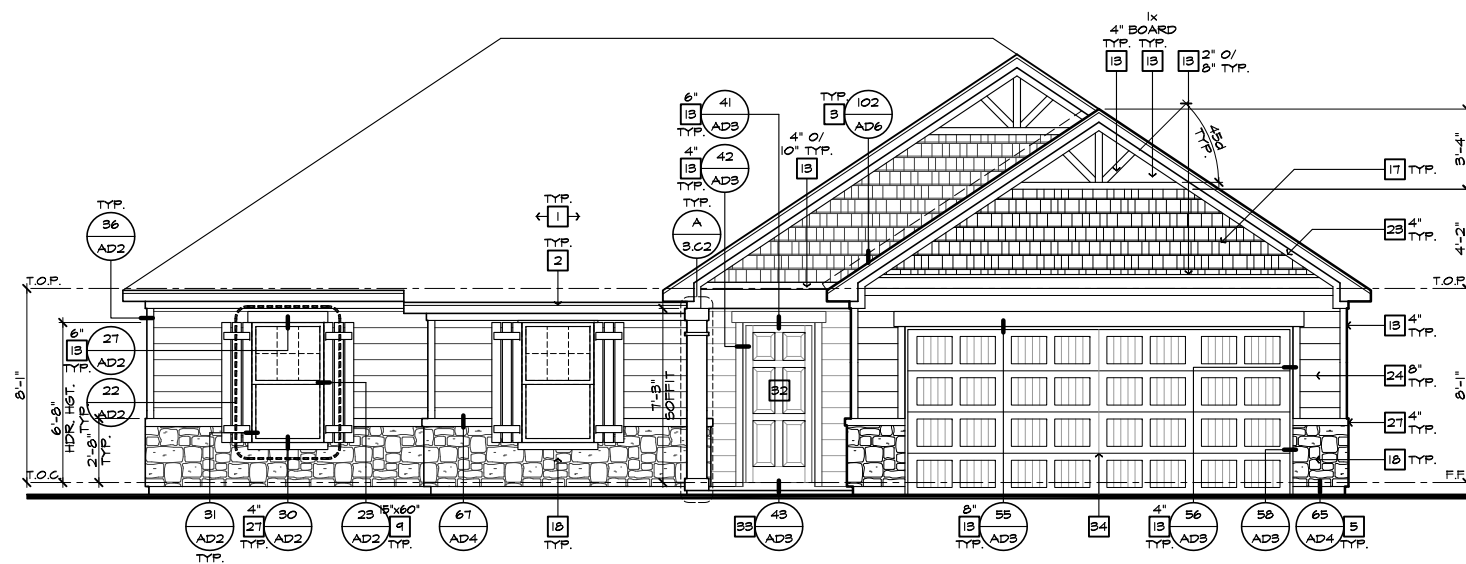 1x
4" BOARD
TYP. TYP.
13 13 13 2" O/
8" TYP.
45d
TYP.
3'-4"
6"
13
TYP.
41
AD3
TYP.
3
102
AD6
4" O/
10" TYP.
13
4"
13
TYP.
42
AD3
17 TYP.
TYP.
36
AD2
TYP.
1
TYP.
A
3.C2
23 4"
TYP.
4'-2"
TYP.
2
T.O.P.
T.O.P.
8'-1"
6"
13
TYP.
27
AD2
22
AD2
6'-8"
HDR. HGT.
TYP.
2'-8"
TYP.
7'-3"
SOFFIT
32
13 4"
TYP.
24 8"
TYP.
8'-1"
27 4"
TYP.
18 TYP.
T.O.C.
F.F.
31
AD2
TYP.
4"
27
TYP.
30
AD2
23
AD2
15"x60"
9
TYP.
67
AD4
18
TYP.
33
43
AD3
8"
13
TYP.
55
AD3
34
4"
13
TYP.
56
AD3
58
AD3
65
AD4
5
TYP.